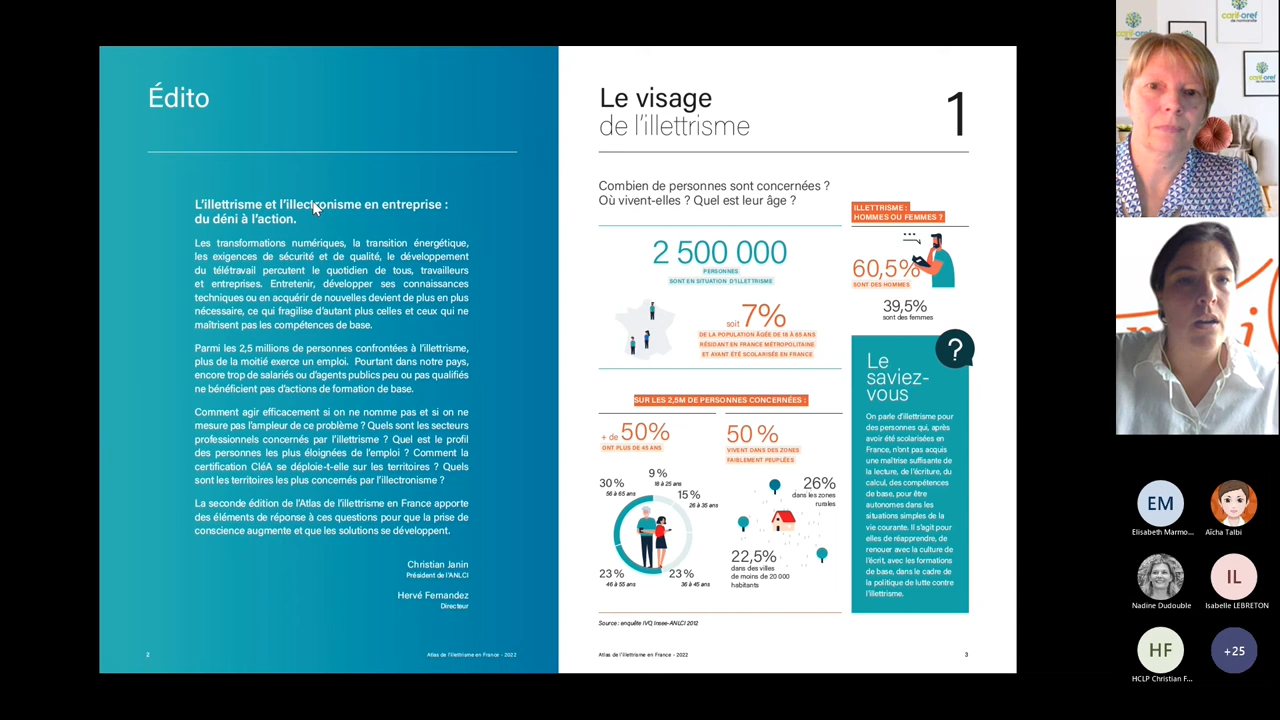 Édito
L'illettrisme et l'illectronisme en entreprise :
du déni à l'action.
Les transformations numériques, la transition énergétique,
les exigences de sécurité et de qualité, le développement
du télétravail percutent le quotidien de tous, travailleurs
et entreprises. Entretenir, développer ses connaissances
techniques ou en acquérir de nouvelles devient de plus en plus
nécessaire, ce qui fragilise d'autant plus celles et ceux qui ne
maîtrisent pas les compétences de base.
Parmi les 2,5 millions de personnes confrontées à l'illettrisme,
plus de la moitié exerce un emploi. Pourtant dans notre pays,
encore trop de salariés ou d'agents publics peu ou pas qualifiés
ne bénéficient pas d'actions de formation de base.
Comment agir efficacement si on ne nomme pas et si on ne
mesure pas l'ampleur de ce problème ? Quels sont les secteurs
professionnels concernés par l'illettrisme ? Quel est le profil
des personnes les plus éloignées de l'emploi ? Comment la
certification CléA se déploie-t-elle sur les territoires ? Quels
sont les territoires les plus concernés par l'illectronisme ?
La seconde édition de l'Atlas de l'illettrisme en France apporte
des éléments de réponse à ces questions pour que la prise de
conscience augmente et que les solutions se développent.
Christian Janin
Président de l'ANLCI
Hervé Fernandez
Directeur
2
Atlas de l'illettrisme en France - 2022
Le visage
de l'illettrisme
1
Combien de personnes sont concernées ?
Où vivent-elles ? Quel est leur âge ?
2 500 000
PERSONNES
SONT EN SITUATION D'ILLETTRISME
soit 7%
DE LA POPULATION ÂGÉE DE 18 À 65 ANS
RÉSIDANT EN FRANCE MÉTROPOLITAINE
ET AYANT ÉTÉ SCOLARISÉE EN FRANCE
SUR LES 2,5M DE PERSONNES CONCERNÉES :
+ de 50%
ONT PLUS DE 45 ANS
9 %
18 à 25 ans
15 %
26 à 35 ans
30 %
56 à 65 ans
23 %
46 à 55 ans
23 %
36 à 45 ans
50 %
VIVENT DANS DES ZONES
FAIBLEMENT PEUPLÉES
26%
dans les zones
rurales
22,5%
dans des villes
de moins de 20 000
habitants
ILLETTRISME :
HOMMES OU FEMMES ?
60,5%
SONT DES HOMMES
39,5%
sont des femmes
?
Le
saviez-
vous
On parle d'illettrisme pour
des personnes qui, après
avoir été scolarisées en
France, n'ont pas acquis
une maîtrise suffisante de
la lecture, de l'écriture, du
calcul, des compétences
de base, pour être
autonomes dans les
situations simples de la
vie courante. Il s'agit pour
elles de réapprendre, de
renouer avec la culture de
l'écrit, avec les formations
de base, dans le cadre de
la politique de lutte contre
l'illettrisme.
Source : enquête IVQ Insee-ANLCI 2012
Atlas de l'illettrisme en France - 2022
3
carif-oref
de normandie
carif-oref
carif-oref
EM
Elisabeth Marmo...
Aïcha Talbi
Nadine Dudouble
IL
Isabelle LEBRETON
HF
HCLP Christian F...
+25